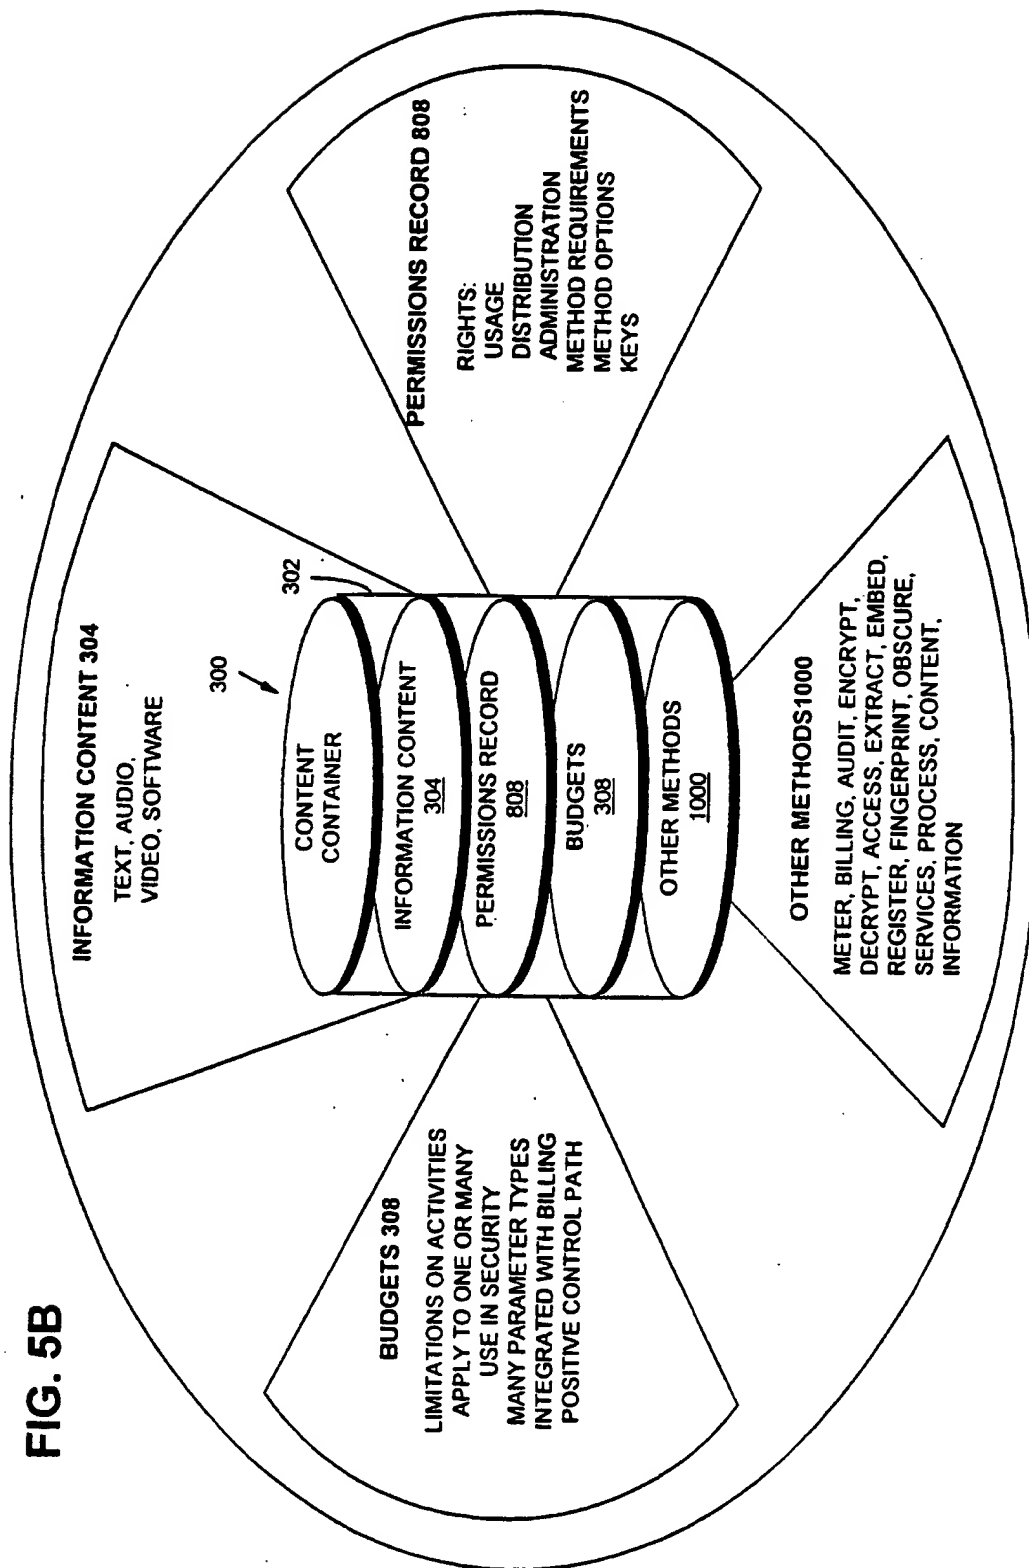 FIG. 5B
INFORMATION CONTENT 304
TEXT, AUDIO,
VIDEO, SOFTWARE
BUDGETS 308
LIMITATIONS ON ACTIVITIES
APPLY TO ONE OR MANY
USE IN SECURITY
MANY PARAMETER TYPES
INTEGRATED WITH BILLING
POSITIVE CONTROL PATH
300
302
CONTENT
CONTAINER
INFORMATION CONTENT
304
PERMISSIONS RECORD
808
BUDGETS
308
OTHER METHODS
1000
PERMISSIONS RECORD 808
RIGHTS:
USAGE
DISTRIBUTION
ADMINISTRATION
METHOD REQUIREMENTS
METHOD OPTIONS
KEYS
OTHER METHODS1000
METER, BILLING, AUDIT, ENCRYPT,
DECRYPT, ACCESS, EXTRACT, EMBED,
REGISTER, FINGERPRINT, OBSCURE,
SERVICES, PROCESS, CONTENT,
INFORMATION